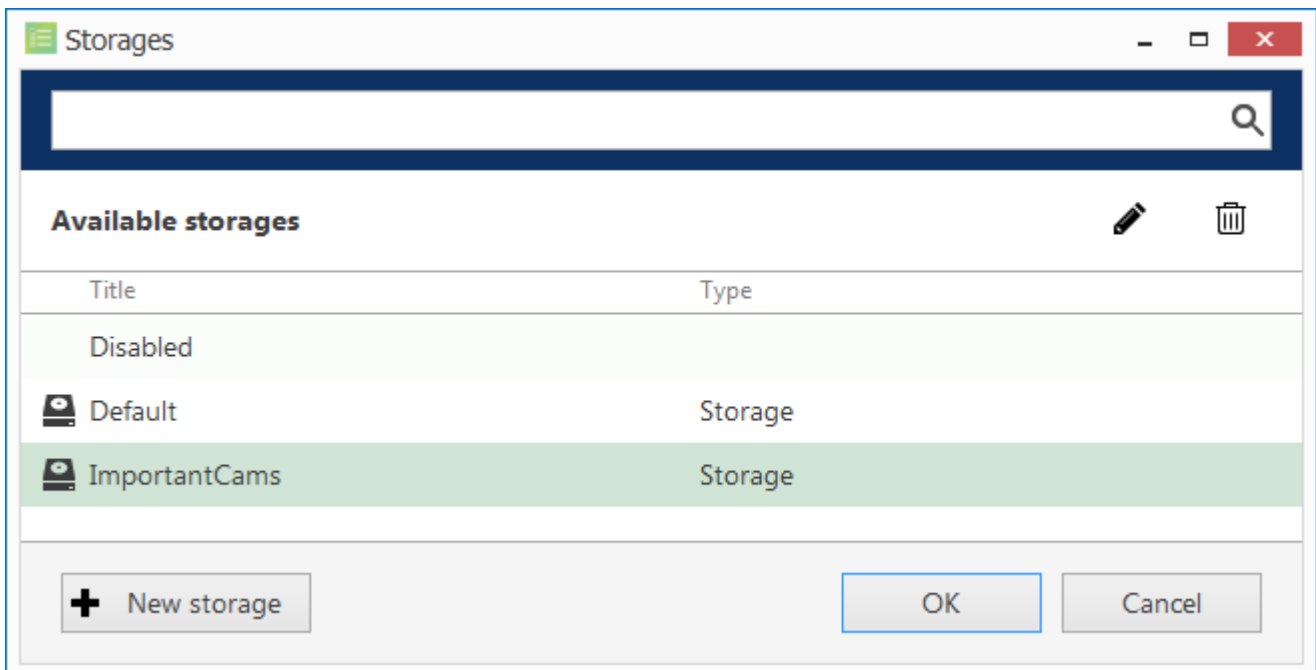 Storages
Available storages
Title Type
Disabled
Default Storage
ImportantCams Storage
New storage OK Cancel